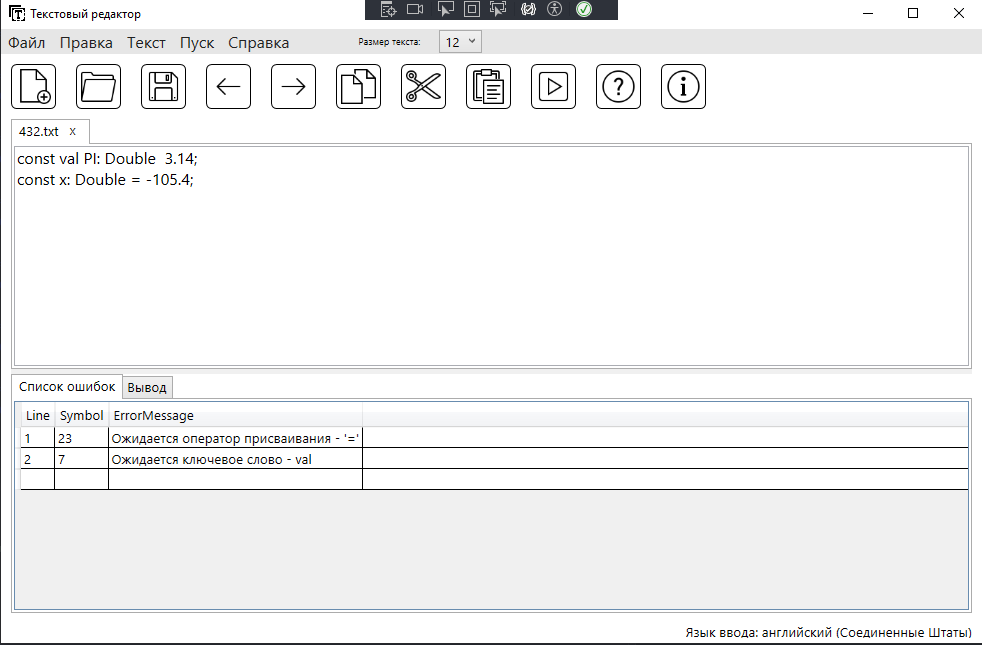 Текстовый редактор
Файл Правка Текст Пуск Справка Размер текста: 12
432.txt x
const val PI: Double  3.14;
const x: Double = -105.4;
Список ошибок Вывод
Line Symbol ErrorMessage
1 23 Ожидается оператор присваивания - '='
2 7 Ожидается ключевое слово - val
Язык ввода: английский (Соединенные Штаты)